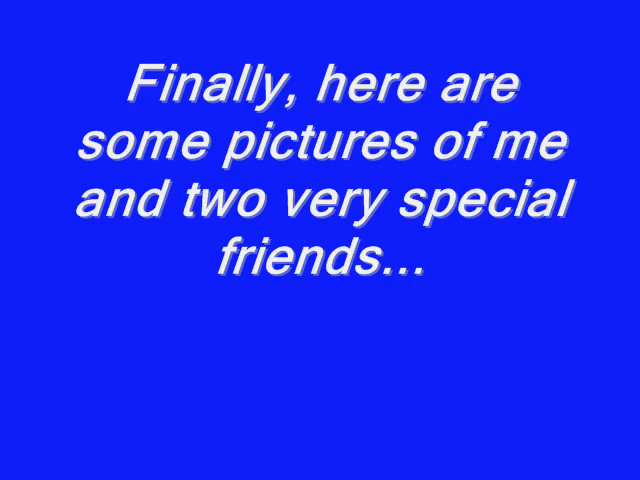 Finally, here are
some pictures of me
and two very special
friends...